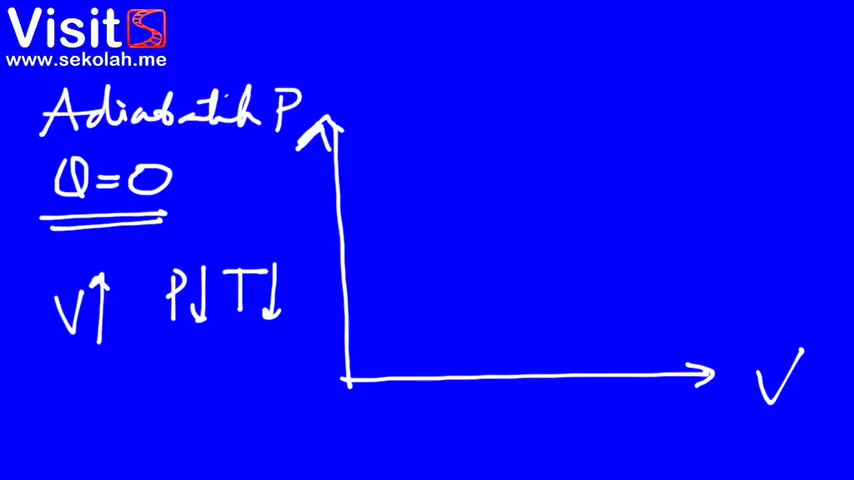 Visit S
www.sekolah.me
Adiabatik P
Q=0
V↑ P↓ T↓
V